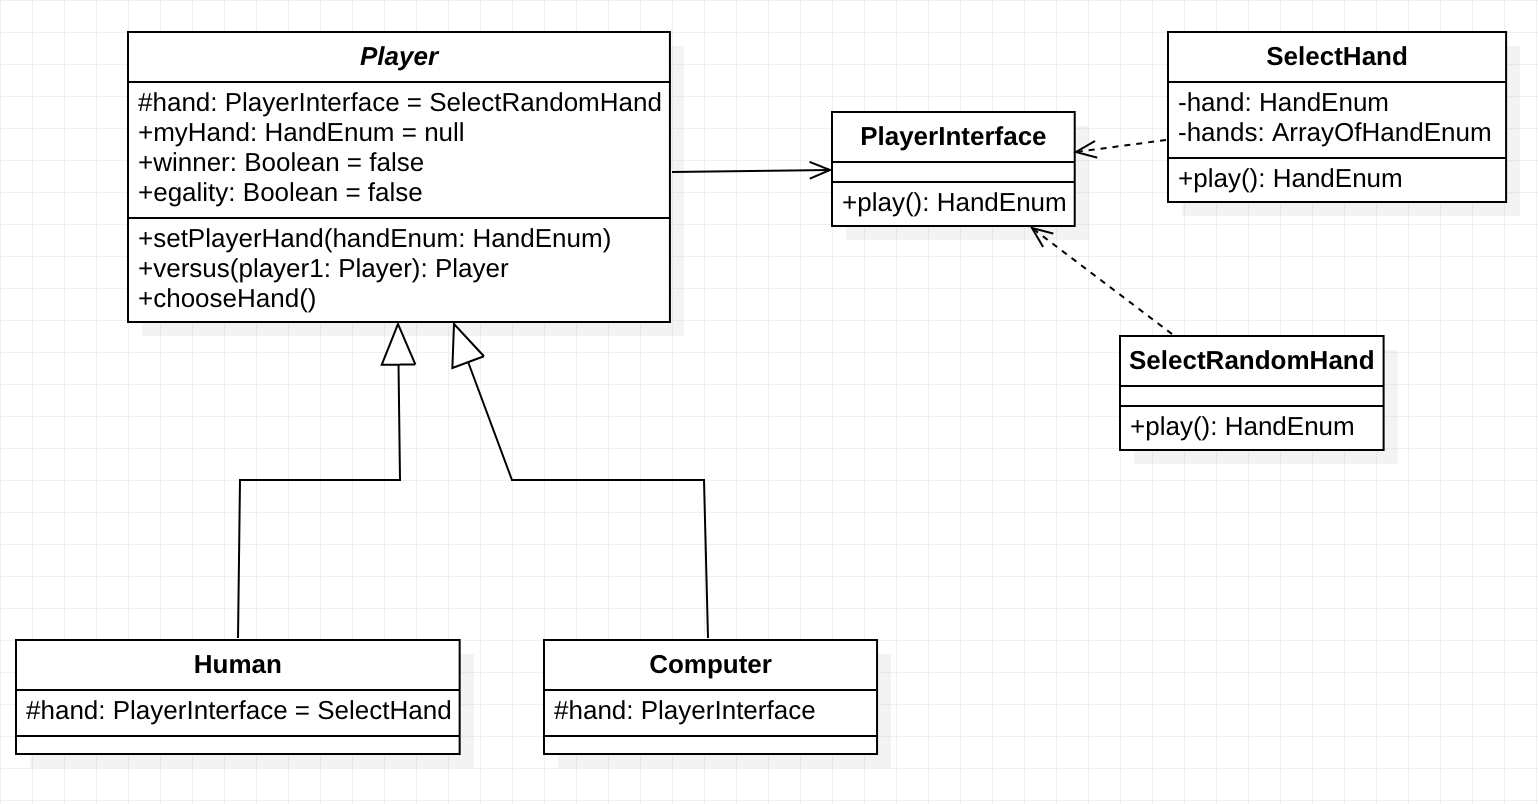 Player
#hand: PlayerInterface = SelectRandomHand
+myHand: HandEnum = null
+winner: Boolean = false
+egality: Boolean = false
+setPlayerHand(handEnum: HandEnum)
+versus(player1: Player): Player
+chooseHand()
PlayerInterface
+play(): HandEnum
SelectHand
-hand: HandEnum
-hands: ArrayOfHandEnum
+play(): HandEnum
SelectRandomHand
+play(): HandEnum
Human
#hand: PlayerInterface = SelectHand
Computer
#hand: PlayerInterface